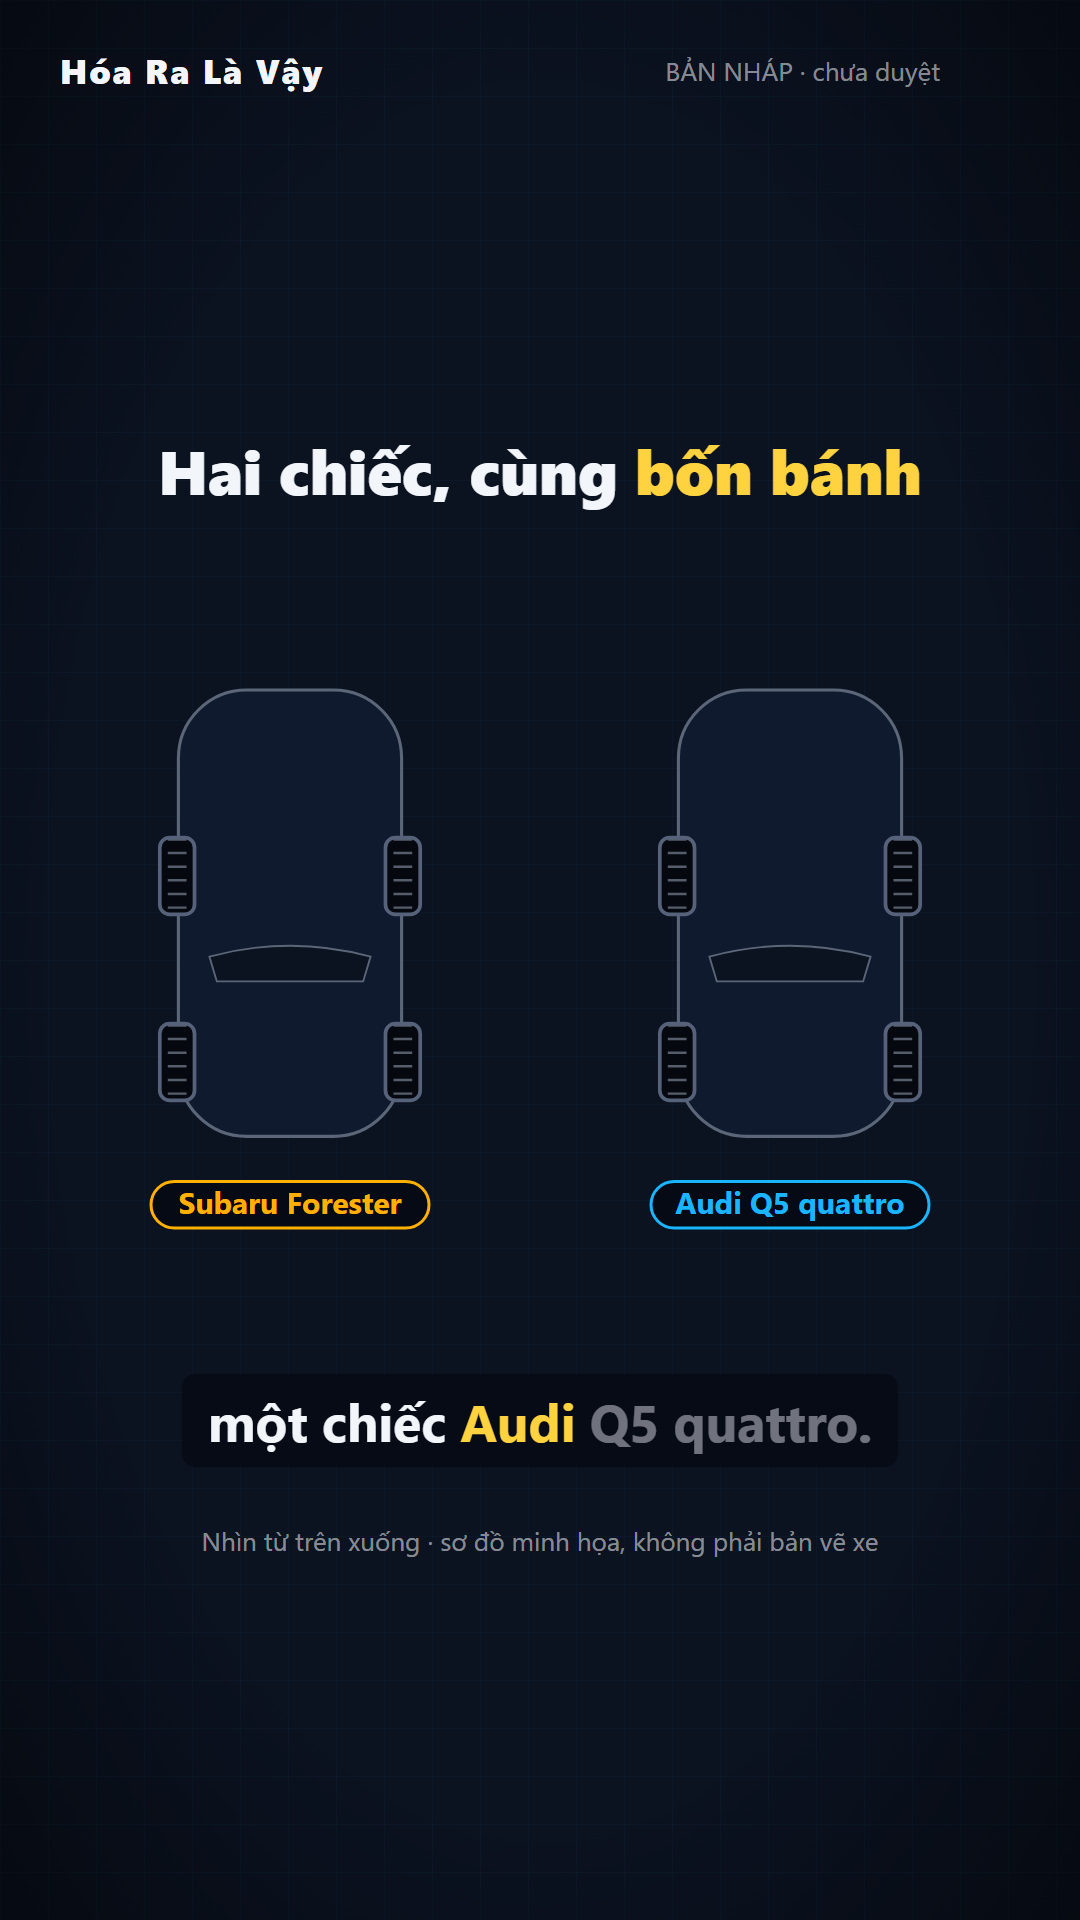 Hóa Ra Là Vậy
BẢN NHÁP · chưa duyệt
Hai chiếc, cùng bốn bánh
Subaru Forester
Audi Q5 quattro
một chiếc Audi Q5 quattro.
Nhìn từ trên xuống · sơ đồ minh họa, không phải bản vẽ xe